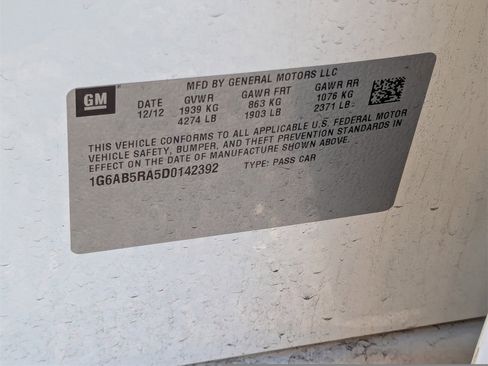 GM
MFD BY GENERAL MOTORS LLC
DATE GVWR GAWR FRT GAWR RR
12/12 1939 KG 863 KG 1076 KG
4274 LB 1903 LB 2371 LB
THIS VEHICLE CONFORMS TO ALL APPLICABLE U.S. FEDERAL MOTOR
VEHICLE SAFETY, BUMPER, AND THEFT PREVENTION STANDARDS IN
EFFECT ON THE DATE OF MANUFACTURE SHOWN ABOVE.
1G6AB5RA5D0142392 TYPE: PASS CAR